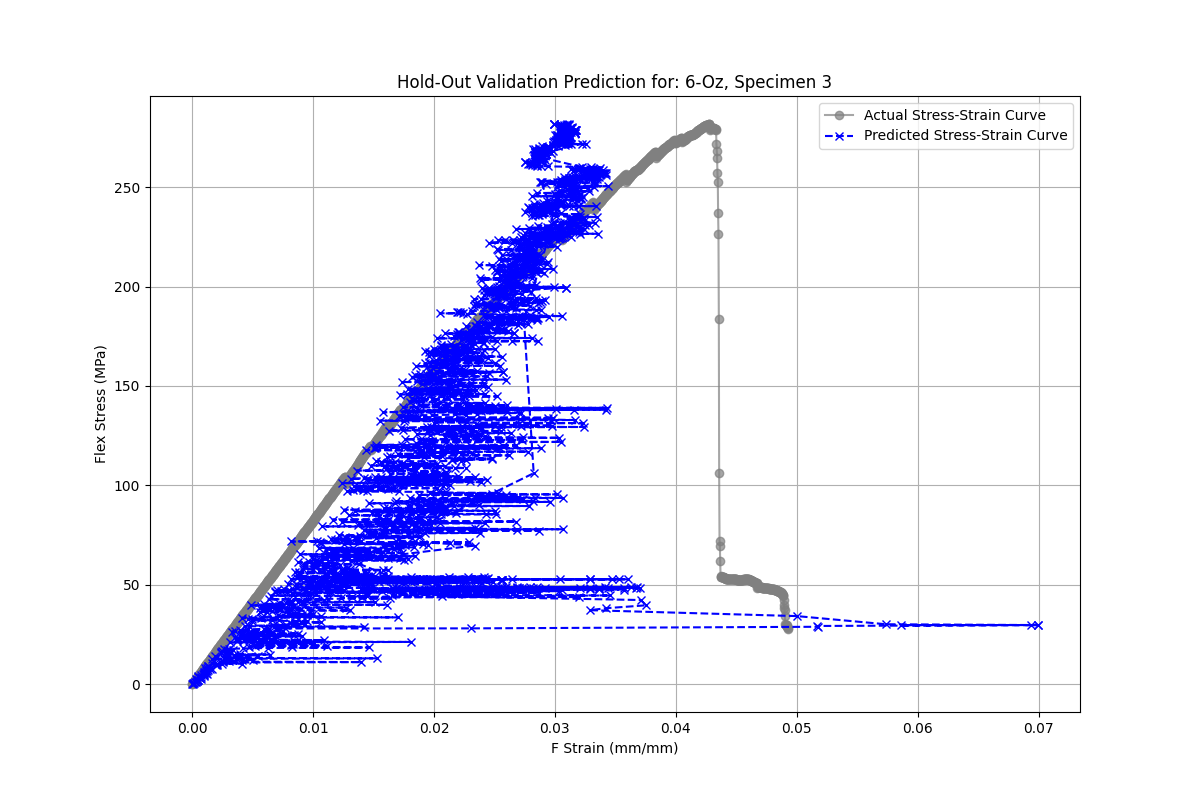 Hold-Out Validation Prediction for: 6-Oz, Specimen 3
Actual Stress-Strain Curve
Predicted Stress-Strain Curve
Flex Stress (MPa)
250
200
150
100
50
0
0.00 0.01 0.02 0.03 0.04 0.05 0.06 0.07
F Strain (mm/mm)